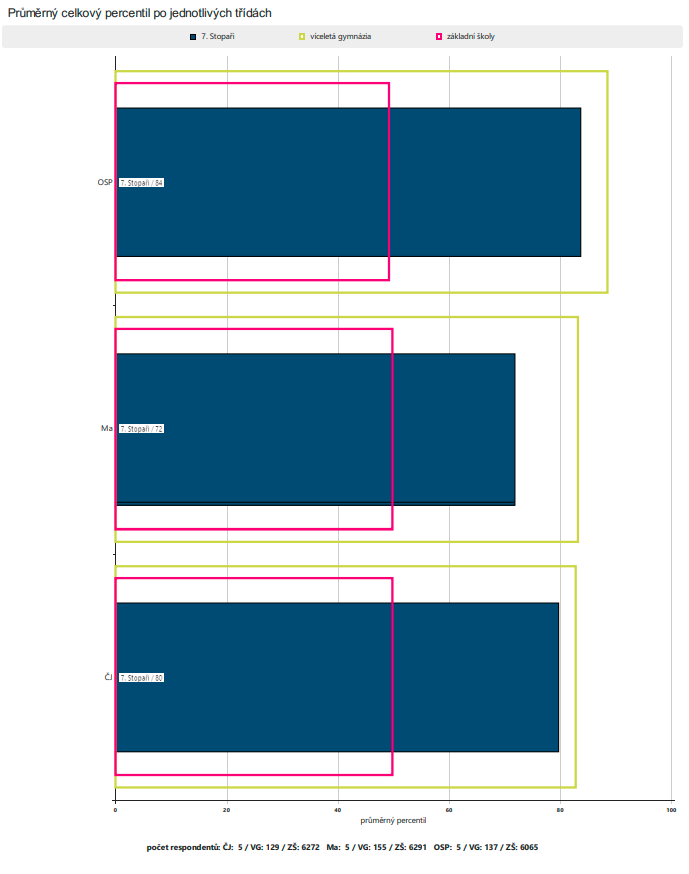 Průměrný celkový percentil po jednotlivých třídách
7. Stopaři víceletá gymnázia základní školy
OSP 7. Stopaři / 84
Ma 7. Stopaři / 72
ČJ 7. Stopaři / 80
0 20 40 60 80 100
průměrný percentil
počet respondentů: ČJ: 5 / VG: 129 / ZŠ: 6272 Ma: 5 / VG: 155 / ZŠ: 6291 OSP: 5 / VG: 137 / ZŠ: 6065